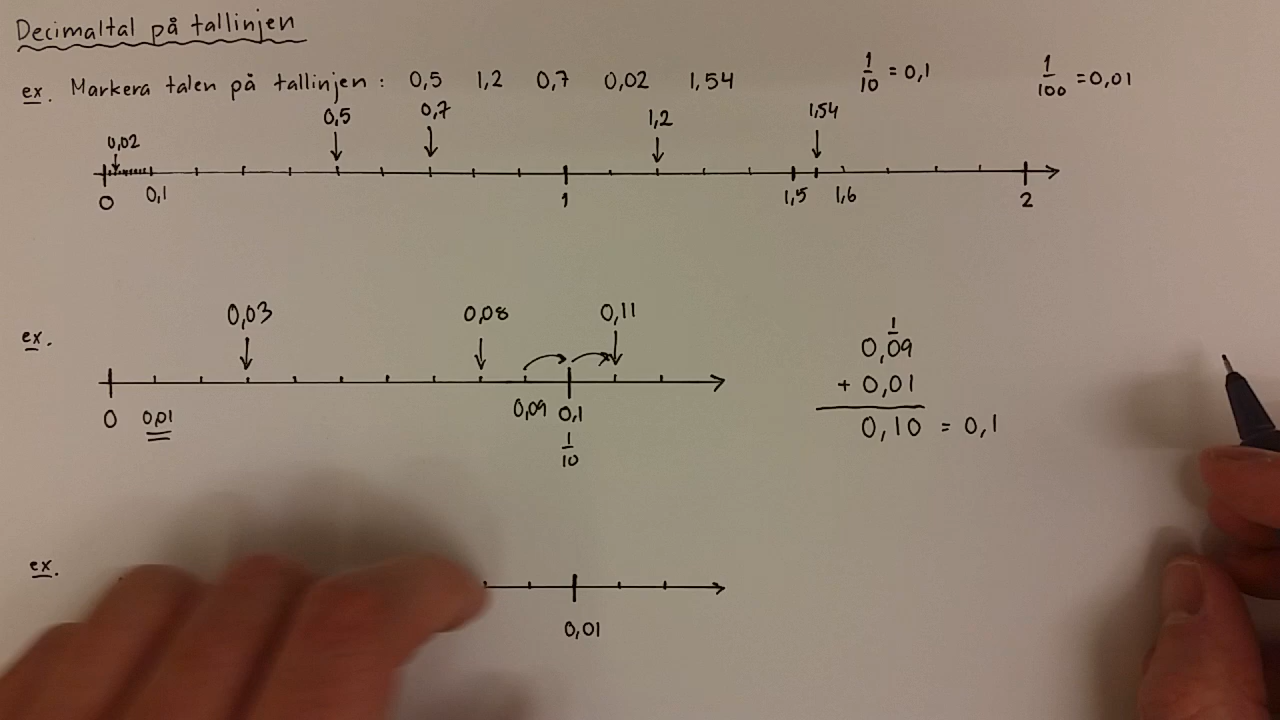 Decimaltal på tallinjen
ex. Markera talen på tallinjen : 0,5 1,2 0,7 0,02 1,54
1/10 = 0,1
1/100 = 0,01
0,02 0,5 0,7 1,2 1,54
0 0,1 1 1,5 1,6 2
ex.
0,03 0,08 0,11
0 0,01 0,09 0,1
1/10
1
0,09
+ 0,01
0,10 = 0,1
ex.
0,01